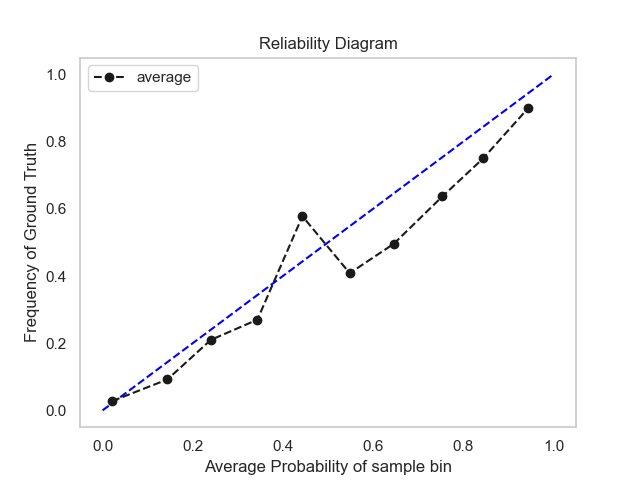 Reliability Diagram
average
1.0
0.8
0.6
0.4
0.2
0.0
Frequency of Ground Truth
0.0 0.2 0.4 0.6 0.8 1.0
Average Probability of sample bin